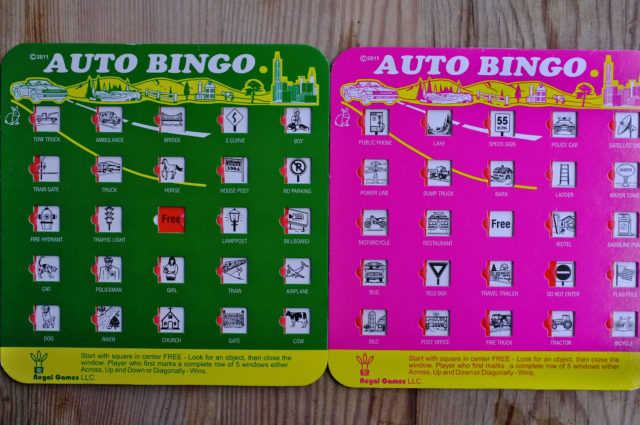 ©2011
AUTO BINGO
TOW TRUCK AMBULANCE BRIDGE S CURVE BOY
TRAIN GATE TRUCK HORSE HOUSE POST NO PARKING
Free
FIRE HYDRANT TRAFFIC LIGHT LAMPPOST BILLBOARD
CAT POLICEMAN GIRL TRAIN AIRPLANE
DOG RIVER CHURCH GATE COW
Start with square in center FREE - Look for an object, then close the
window. Player who first marks a complete row of 5 windows either
Across, Up and Down or Diagonally - Wins.
Regal Games LLC.
©2011
AUTO BINGO
55
PUBLIC PHONE LAKE SPEED SIGN POLICE CAR
POWER LINE DUMP TRUCK BARN LADDER WATER TOWE
Free
MOTORCYCLE RESTAURANT MOTEL GASOLINE PU
BUS YIELD SIGN TRAVEL TRAILER DO NOT ENTER FLAG POLE
SILO POST OFFICE FIRE TRUCK TRACTOR BICYCLE
Start with square in center FREE - Look for an object, then close the
window. Player who first marks a complete row of 5 windows either
Across, Up and Down or Diagonally - Wins.
Regal Games LLC.